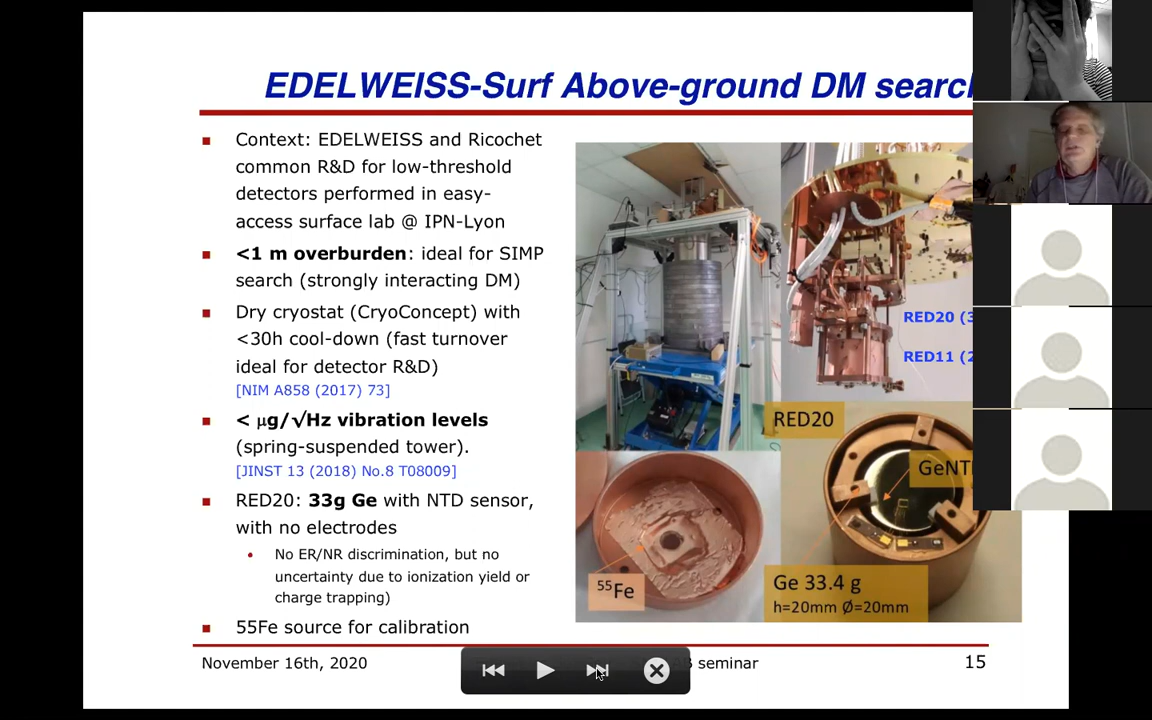 EDELWEISS-Surf Above-ground DM search
Context: EDELWEISS and Ricochet
common R&D for low-threshold
detectors performed in easy-
access surface lab @ IPN-Lyon
<1 m overburden: ideal for SIMP
search (strongly interacting DM)
Dry cryostat (CryoConcept) with
<30h cool-down (fast turnover
ideal for detector R&D)
[NIM A858 (2017) 73]
< μg/√Hz vibration levels
(spring-suspended tower).
[JINST 13 (2018) No.8 T08009]
RED20: 33g Ge with NTD sensor,
with no electrodes
No ER/NR discrimination, but no
uncertainty due to ionization yield or
charge trapping)
55Fe source for calibration
RED20 (3
RED11 (2
RED20
GeNT
55Fe
Ge 33.4 g
h=20mm Ø=20mm
November 16th, 2020
seminar
15